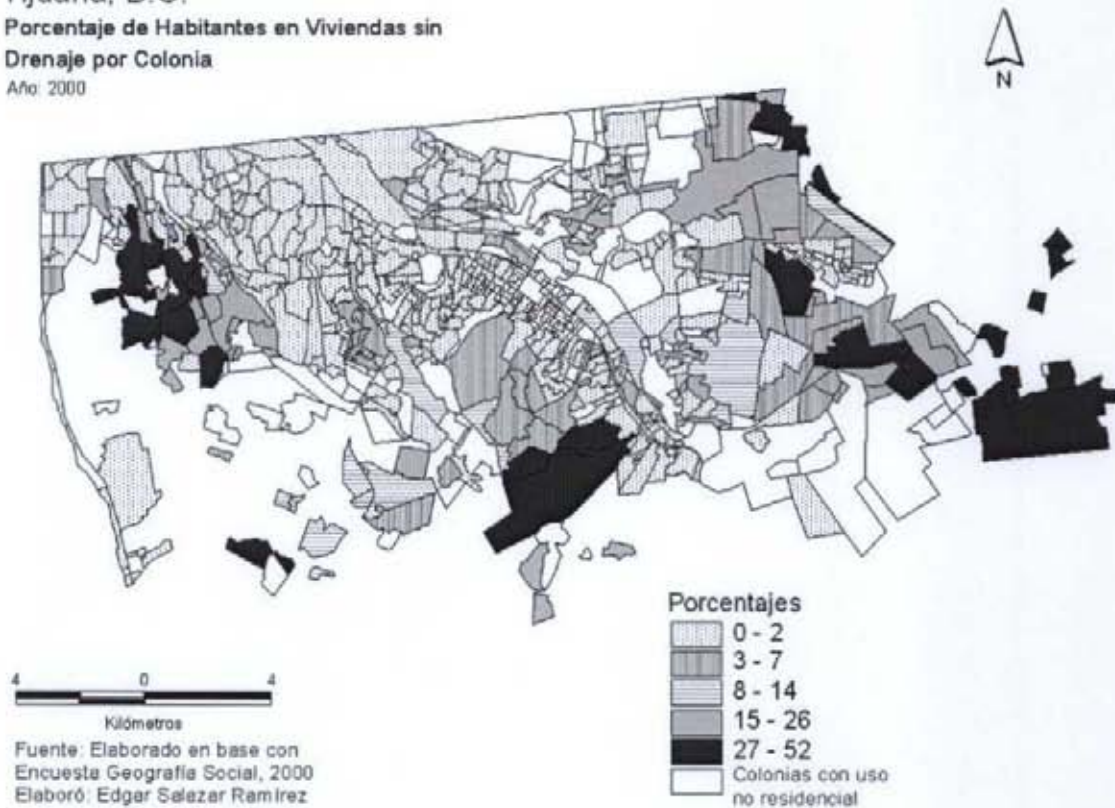 Tijuana, B.C.
Porcentaje de Habitantes en Viviendas sin
Drenaje por Colonia
Año: 2000
N
4 0 4
Kilómetros
Fuente: Elaborado en base con
Encuesta Geografía Social, 2000
Elaboró: Edgar Salazar Ramírez
Porcentajes
0 - 2
3 - 7
8 - 14
15 - 26
27 - 52
Colonias con uso
no residencial